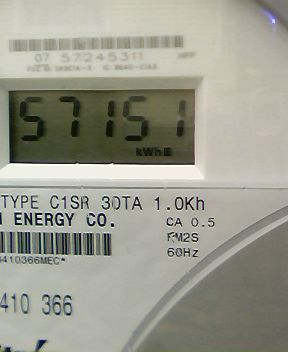 07 57245311
57151
kWh
TYPE C1SR 30TA 1.0Kh
ENERGY CO.
CA 0.5
FM2S
60Hz
410366MEC*
410 366